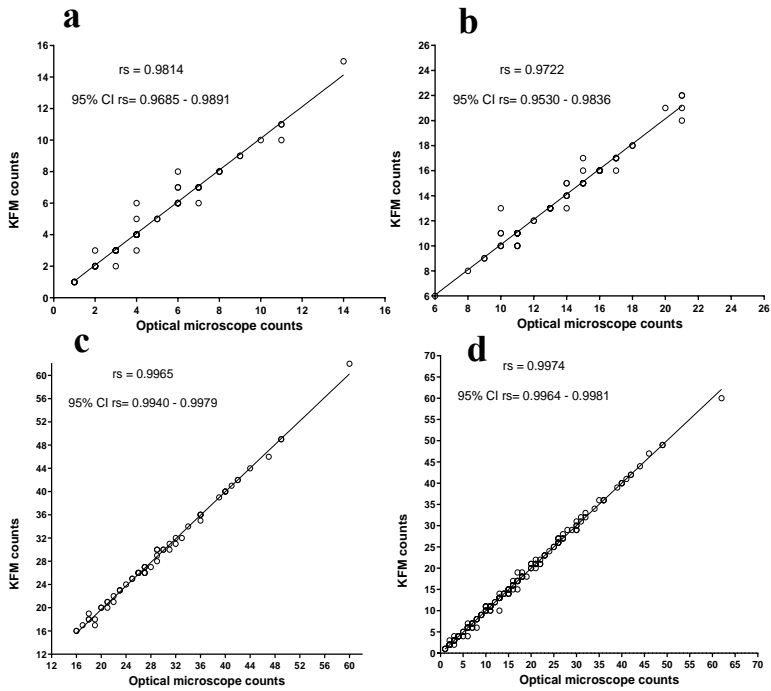 a
rs = 0.9814
95% CI rs= 0.9685 - 0.9891
KFM counts
16
14
12
10
8
6
4
2
0
0 2 4 6 8 10 12 14 16
Optical microscope counts
b
rs = 0.9722
95% CI rs= 0.9530 - 0.9836
KFM counts
26
24
22
20
18
16
14
12
10
8
6
6 8 10 12 14 16 18 20 22 24 26
Optical microscope counts
c
rs = 0.9965
95% CI rs= 0.9940 - 0.9979
KFM counts
60
56
52
48
44
40
36
32
28
24
20
16
12
12 16 20 24 28 32 36 40 44 48 52 56 60
Optical microscope counts
d
rs = 0.9974
95% CI rs= 0.9964 - 0.9981
KFM counts
70
65
60
55
50
45
40
35
30
25
20
15
10
5
0
0 5 10 15 20 25 30 35 40 45 50 55 60 65 70
Optical microscope counts